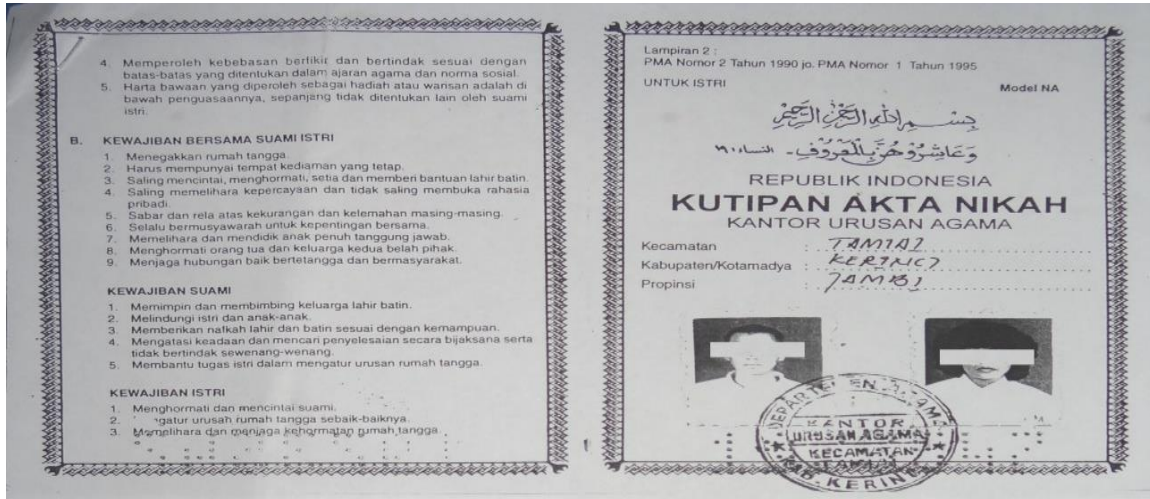 4. Memperoleh kebebasan berfikir dan bertindak sesuai dengan
batas-batas yang ditentukan dalam ajaran agama dan norma sosial.
5. Harta bawaan yang diperoleh sebagai hadiah atau warisan adalah di
bawah penguasaannya, sepanjang tidak ditentukan lain oleh suami
istri.
B. KEWAJIBAN BERSAMA SUAMI ISTRI
1. Menegakkan rumah tangga.
2. Harus mempunyai tempat kediaman yang tetap.
3. Saling mencintai, menghormati, setia dan memberi bantuan lahir batin.
4. Saling memelihara kepercayaan dan tidak saling membuka rahasia
pribadi.
5. Sabar dan rela atas kekurangan dan kelemahan masing-masing.
6. Selalu bermusyawarah untuk kepentingan bersama.
7. Memelihara dan mendidik anak penuh tanggung jawab.
8. Menghormati orang tua dan keluarga kedua belah pihak.
9. Menjaga hubungan baik bertetangga dan bermasyarakat.
KEWAJIBAN SUAMI
1. Memimpin dan membimbing keluarga lahir batin.
2. Melindungi istri dan anak-anak.
3. Memberikan nafkah lahir dan batin sesuai dengan kemampuan.
4. Mengatasi keadaan dan mencari penyelesaian secara bijaksana serta
tidak bertindak sewenang-wenang.
5. Membantu tugas istri dalam mengatur urusan rumah tangga.
KEWAJIBAN ISTRI
1. Menghormati dan mencintai suami.
2. gatur urusan rumah tangga sebaik-baiknya.
3. Memelihara dan menjaga kehormatan rumah tangga.
Lampiran 2 :
PMA Nomor 2 Tahun 1990 jo. PMA Nomor 1 Tahun 1995
UNTUK ISTRI
Model NA
بسم الله الرحمن الرحيم
وَعَاشِرُوْهُنَّ بِالْمَعْرُوْفِ - النساء: ١٩
REPUBLIK INDONESIA
KUTIPAN AKTA NIKAH
KANTOR URUSAN AGAMA
Kecamatan : TAMIAI
Kabupaten/Kotamadya : KERINCI
Propinsi : JAMBI
DEPARTEMEN AGAMA
KANTOR
URUSAN AGAMA
KECAMATAN
KAB. KERINCI